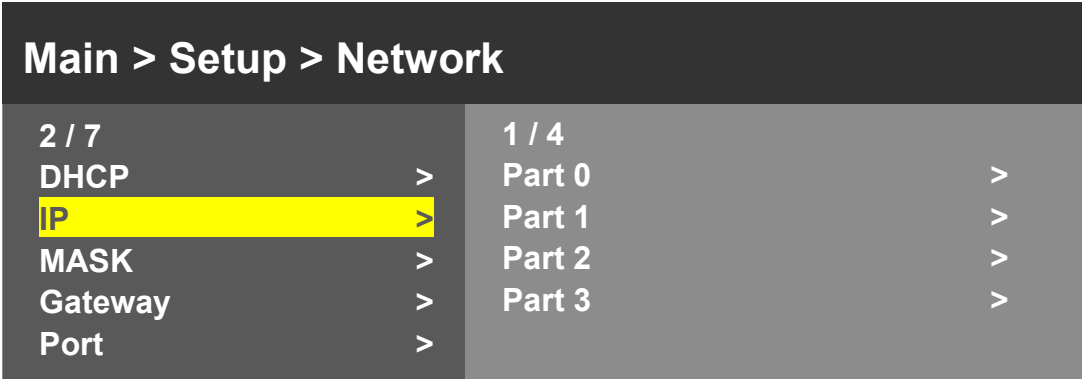 Main > Setup > Network
2 / 7
DHCP >
IP >
MASK >
Gateway >
Port >
1 / 4
Part 0 >
Part 1 >
Part 2 >
Part 3 >